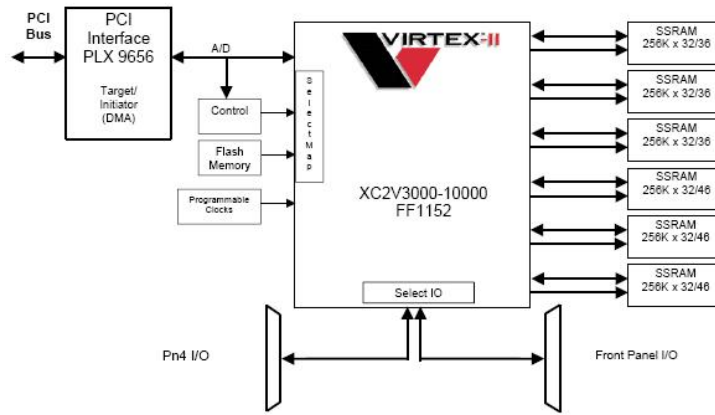 PCI
Bus
PCI
Interface
PLX 9656
Target/
Initiator
(DMA)
A/D
Control
Flash
Memory
Programmable
Clocks
SelectMap
VIRTEX-II
XC2V3000-10000
FF1152
Select IO
SSRAM
256K x 32/36
SSRAM
256K x 32/36
SSRAM
256K x 32/36
SSRAM
256K x 32/46
SSRAM
256K x 32/46
SSRAM
256K x 32/46
Pn4 I/O
Front Panel I/O